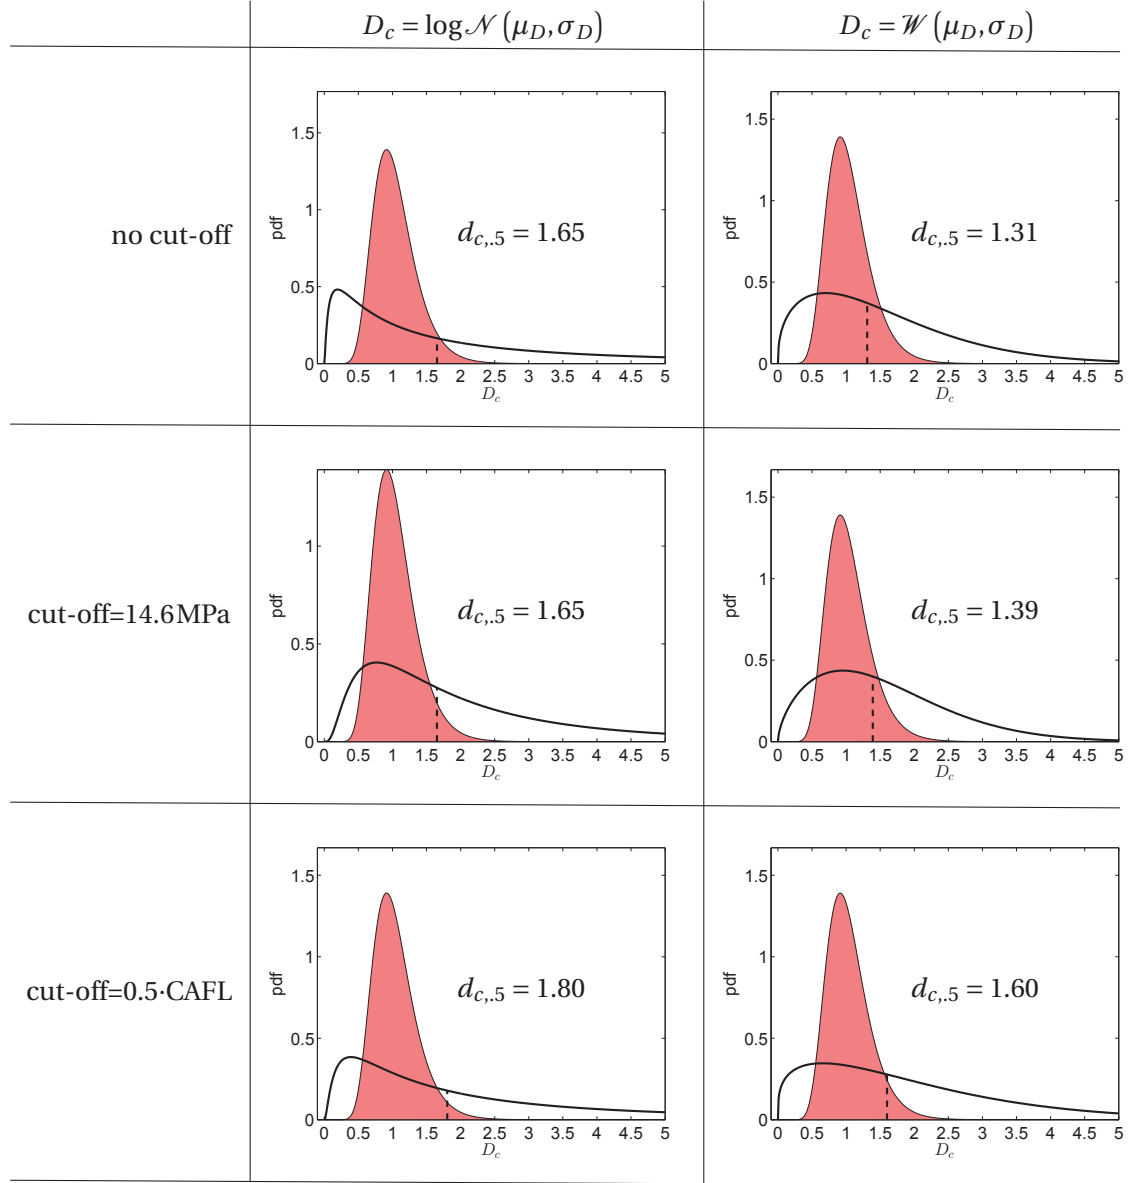 D_c = log 𝒩 (μ_D, σ_D)
D_c = 𝒲 (μ_D, σ_D)
no cut-off
pdf
1.5
1
0.5
0
d_{c,.5} = 1.65
0 0.5 1 1.5 2 2.5 3 3.5 4 4.5 5
D_c
pdf
1.5
1
0.5
0
d_{c,.5} = 1.31
0 0.5 1 1.5 2 2.5 3 3.5 4 4.5 5
D_c
cut-off=14.6MPa
pdf
1
0.5
0
d_{c,.5} = 1.65
0 0.5 1 1.5 2 2.5 3 3.5 4 4.5 5
D_c
pdf
1.5
1
0.5
0
d_{c,.5} = 1.39
0 0.5 1 1.5 2 2.5 3 3.5 4 4.5 5
D_c
cut-off=0.5·CAFL
pdf
1.5
1
0.5
0
d_{c,.5} = 1.80
0 0.5 1 1.5 2 2.5 3 3.5 4 4.5 5
D_c
pdf
1.5
1
0.5
0
d_{c,.5} = 1.60
0 0.5 1 1.5 2 2.5 3 3.5 4 4.5 5
D_c